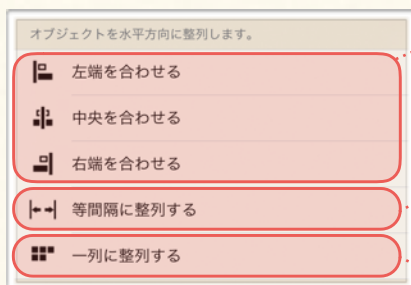 オブジェクトを水平方向に整列します。
左端を合わせる
中央を合わせる
右端を合わせる
等間隔に整列する
一列に整列する